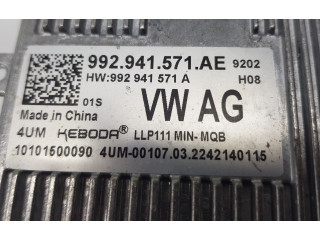 992.941.571.AE 9202
HW:992 941 571 A H08
01S VW AG
Made in China
4UM KEBODA® LLP111 MIN-MQB
10101500090 4UM-00107.03.2242140115